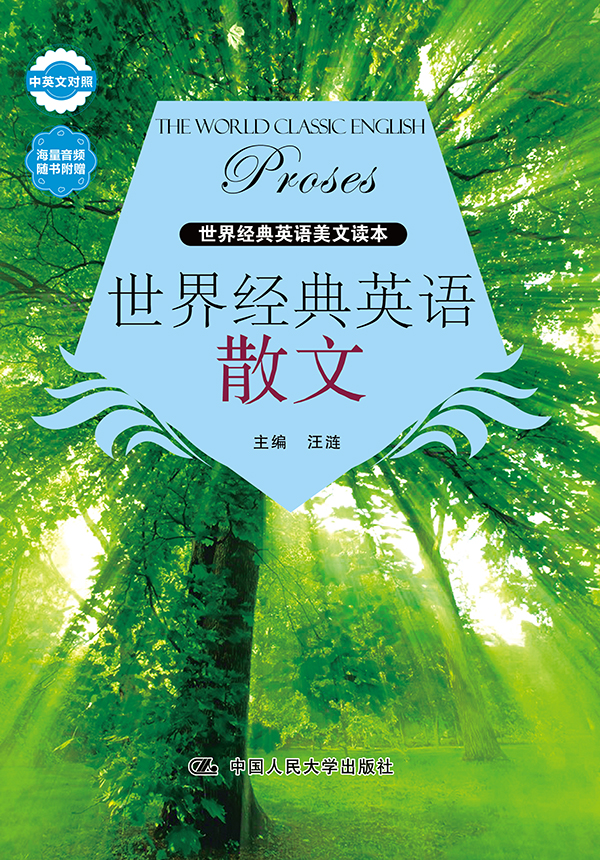 中英文对照
海量音频
随书附赠
THE WORLD CLASSIC ENGLISH
Proses
世界经典英语美文读本
世界经典英语
散文
主编 汪涟
中国人民大学出版社